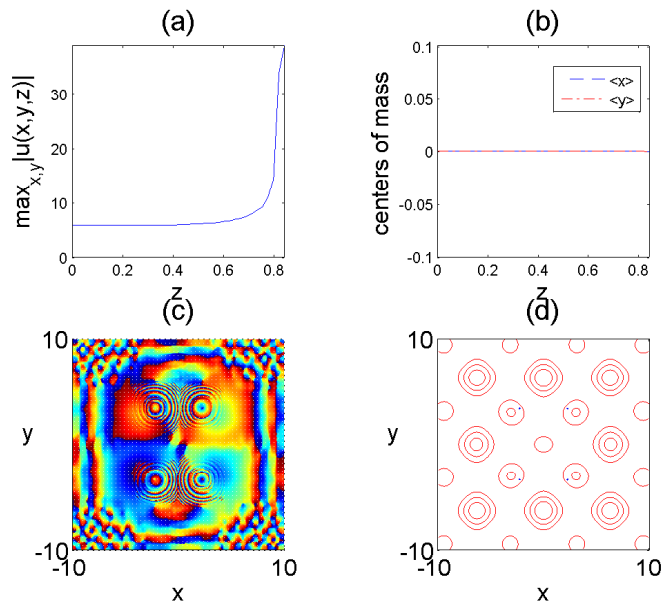 (a)
max_{x,y}|u(x,y,z)|
30
20
10
0
0 0.2 0.4 0.6 0.8
z
(b)
centers of mass
0.1
0.05
0
-0.05
-0.1
0 0.2 0.4 0.6 0.8
z
<x>
<y>
(c)
10
y
-10
-10 10
x
(d)
10
y
-10
-10 10
x